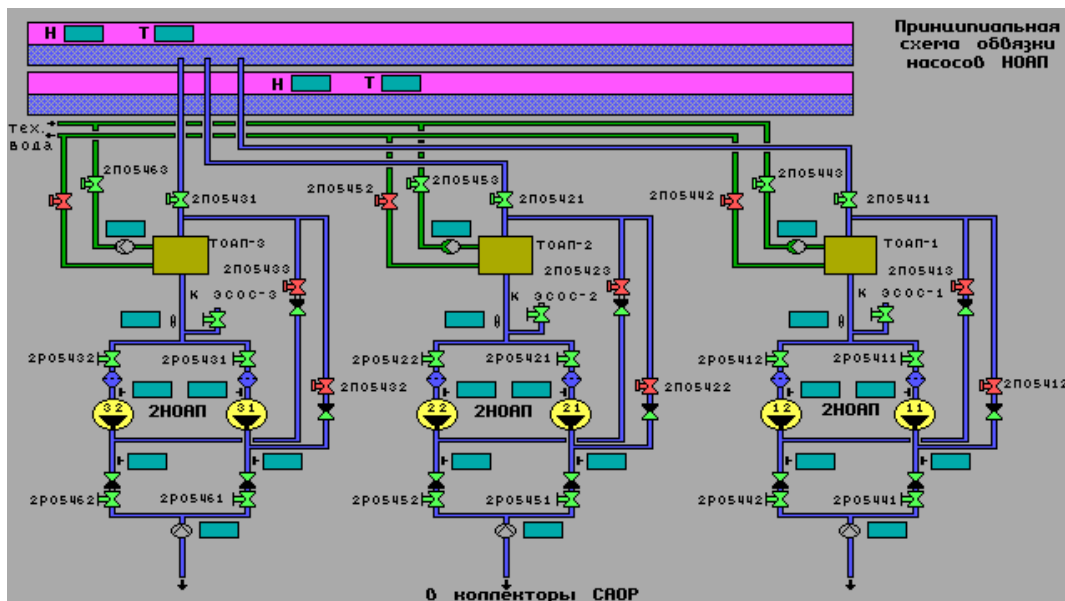 Н Т
Принципиальная
схема обвязки
насосов НОАП
Н Т
тех.
вода
2П05463
2П05431
2П05452
2П05453
2П05421
2П05442
2П05443
2П05411
ТОАП-3
2П05433
ТОАП-2
2П05423
ТОАП-1
2П05413
К ЭСОС-3
К ЭСОС-2
К ЭСОС-1
2Р05432
2Р05431
2П05432
2Р05422
2Р05421
2П05422
2Р05412
2Р05411
2П05412
32 2НОАП 31
22 2НОАП 21
12 2НОАП 11
2Р05462
2Р05461
2Р05452
2Р05451
2Р05442
2Р05441
в коллекторы САОР